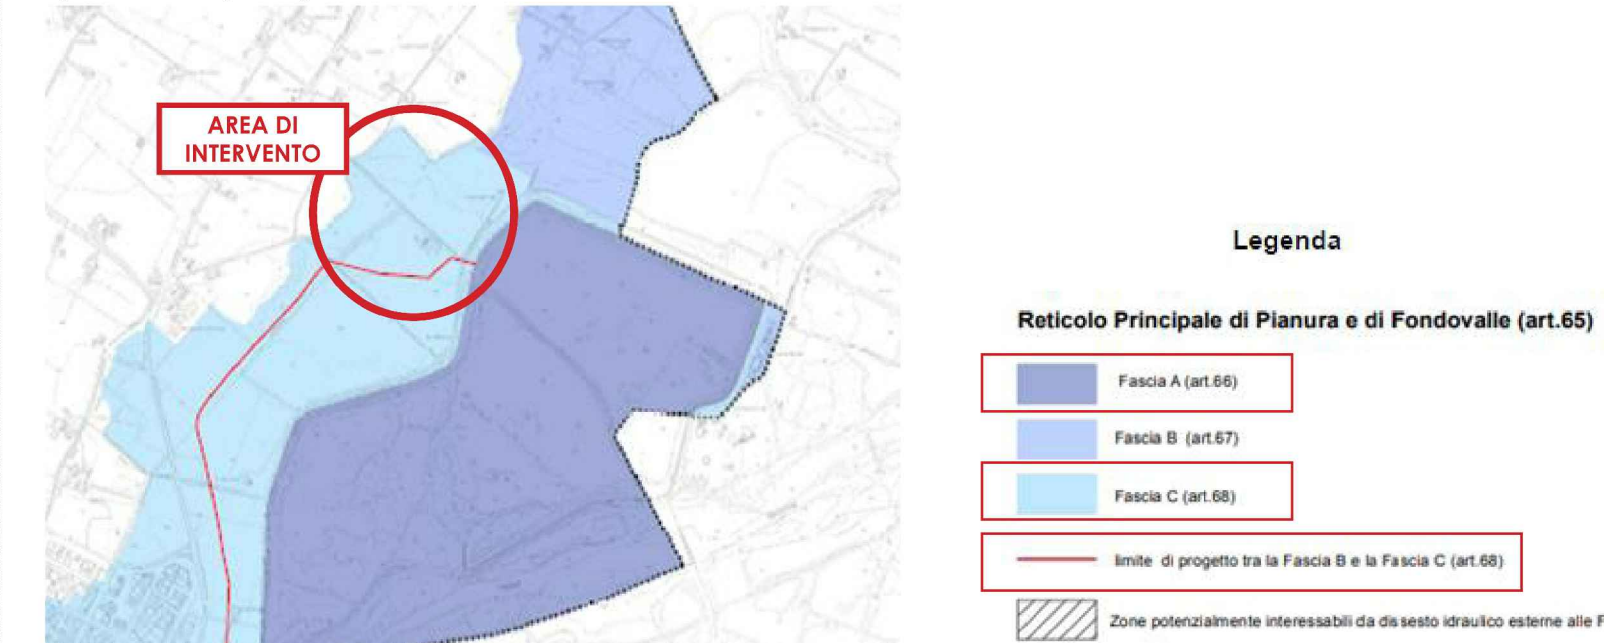 AREA DI
INTERVENTO
Legenda
Reticolo Principale di Pianura e di Fondovalle (art.65)
Fascia A (art.66)
Fascia B (art.67)
Fascia C (art.68)
limite di progetto tra la Fascia B e la Fascia C (art.68)
Zone potenzialmente interessabili da dissesto idraulico esterne alle F